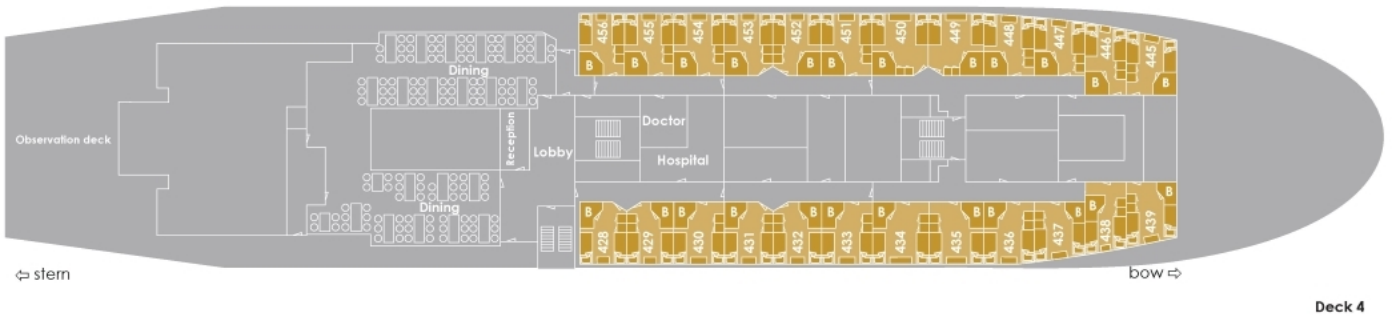 456 455 454 453 452 451 450 449 448 447 446 445
B B B B B B B B B B B B
Dining
Observation deck
Reception
Lobby
Doctor
Hospital
Dining
B B B B B B B B B B B B
428 429 430 431 432 433 434 435 436 437 438 439
⇦ stern
bow ⇨
Deck 4